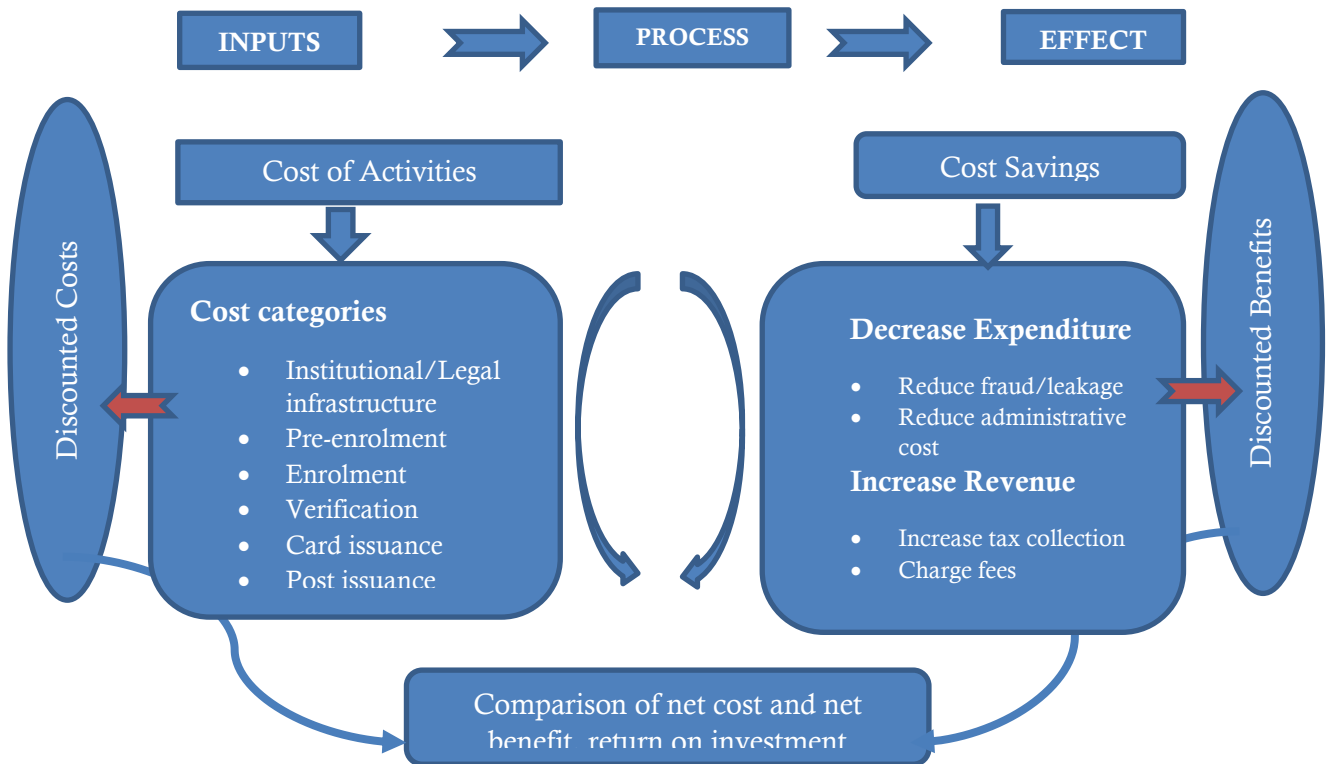 INPUTS
PROCESS
EFFECT
Cost of Activities
Cost Savings
Discounted Costs
Cost categories
• Institutional/Legal
infrastructure
• Pre-enrolment
• Enrolment
• Verification
• Card issuance
• Post issuance
Decrease Expenditure
• Reduce fraud/leakage
• Reduce administrative
cost
Increase Revenue
• Increase tax collection
• Charge fees
Discounted Benefits
Comparison of net cost and net
benefit, return on investment